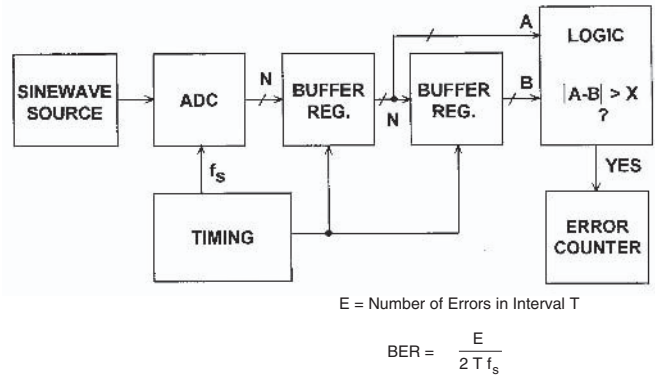 SINEWAVE
SOURCE
ADC
N
BUFFER
REG.
N
BUFFER
REG.
A
B
LOGIC
|A-B| > X
?
YES
ERROR
COUNTER
fs
TIMING
E = Number of Errors in Interval T
BER = E
2 T fs